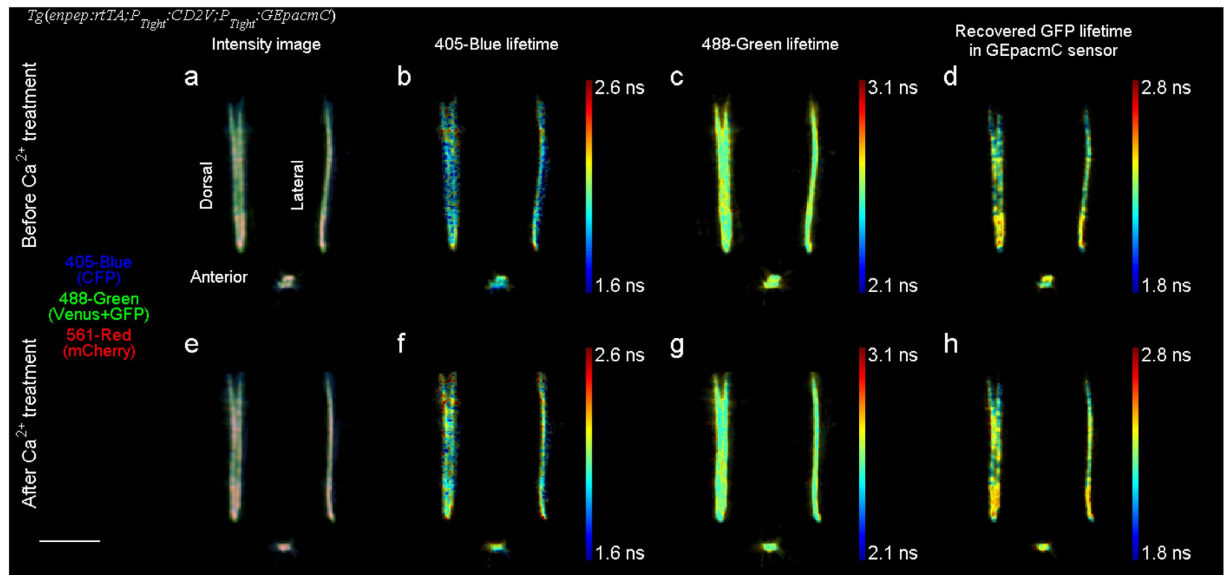 Tg(enpep:rtTA;P_Tight:CD2V;P_Tight:GEpacmC)
Intensity image
405-Blue lifetime
488-Green lifetime
Recovered GFP lifetime
in GEpacmC sensor
Before Ca²⁺ treatment
a
b
c
d
2.6 ns
3.1 ns
2.8 ns
Dorsal
Lateral
Anterior
1.6 ns
2.1 ns
1.8 ns
405-Blue
(CFP)
488-Green
(Venus+GFP)
561-Red
(mCherry)
After Ca²⁺ treatment
e
f
g
h
2.6 ns
3.1 ns
2.8 ns
1.6 ns
2.1 ns
1.8 ns